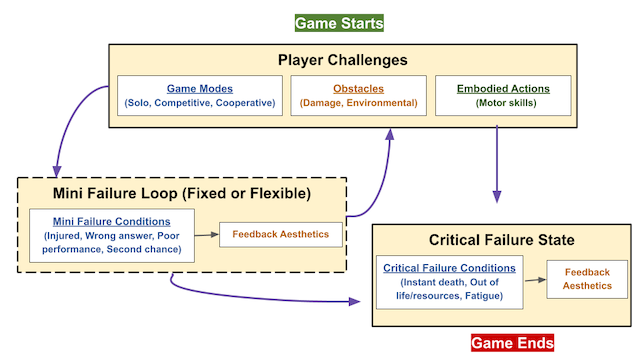 Game Starts
Player Challenges
Game Modes
(Solo, Competitive, Cooperative)
Obstacles
(Damage, Environmental)
Embodied Actions
(Motor skills)
Mini Failure Loop (Fixed or Flexible)
Mini Failure Conditions
(Injured, Wrong answer, Poor
performance, Second chance)
Feedback Aesthetics
Critical Failure State
Critical Failure Conditions
(Instant death, Out of
life/resources, Fatigue)
Feedback
Aesthetics
Game Ends